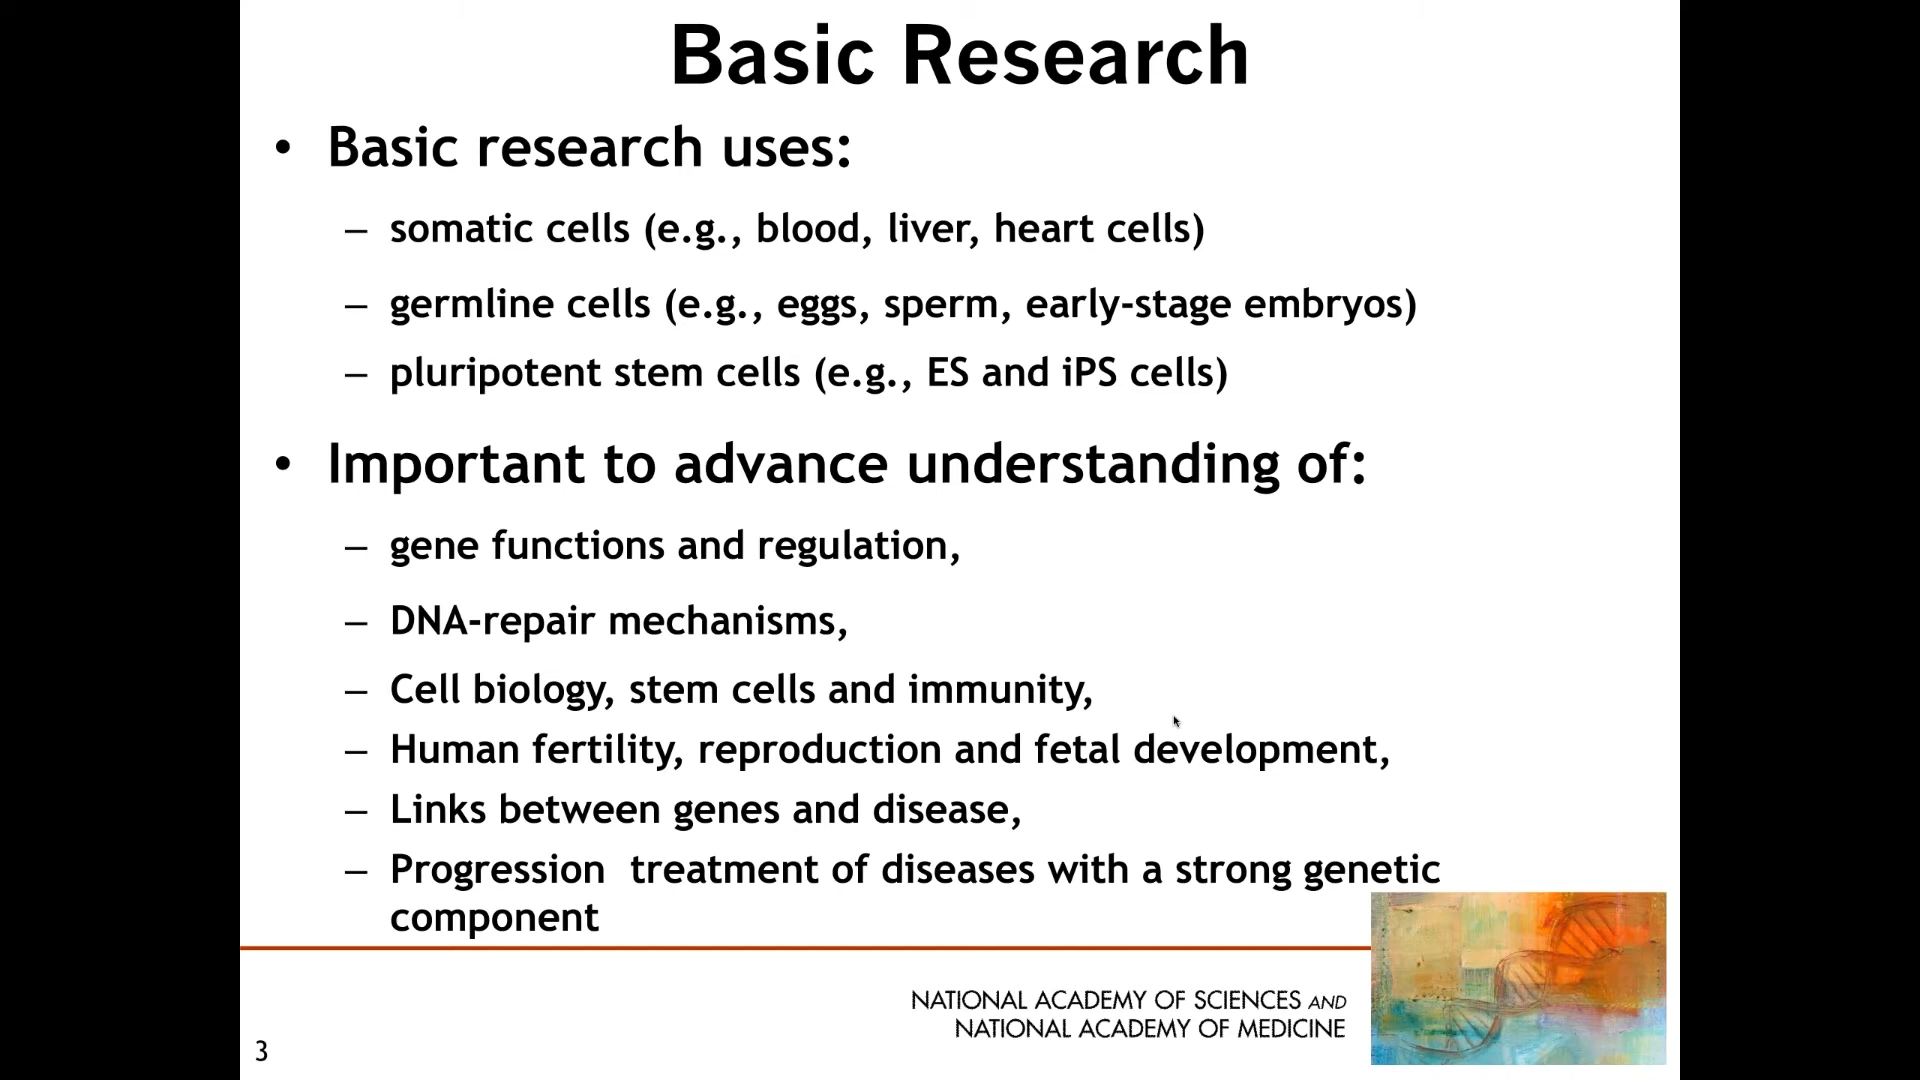 Basic Research
• Basic research uses:
– somatic cells (e.g., blood, liver, heart cells)
– germline cells (e.g., eggs, sperm, early-stage embryos)
– pluripotent stem cells (e.g., ES and iPS cells)
• Important to advance understanding of:
– gene functions and regulation,
– DNA-repair mechanisms,
– Cell biology, stem cells and immunity,
– Human fertility, reproduction and fetal development,
– Links between genes and disease,
– Progression  treatment of diseases with a strong genetic
component
NATIONAL ACADEMY OF SCIENCES AND
NATIONAL ACADEMY OF MEDICINE
3